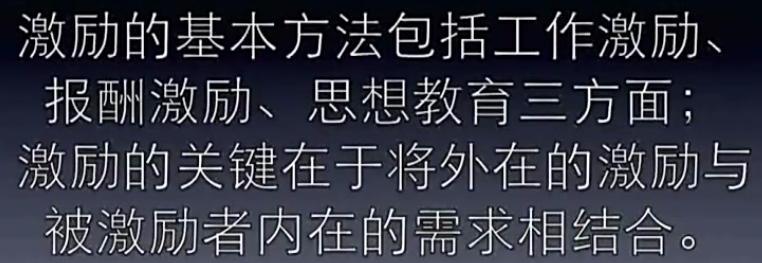 激励的基本方法包括工作激励、
报酬激励、思想教育三方面；
激励的关键在于将外在的激励与
被激励者内在的需求相结合。